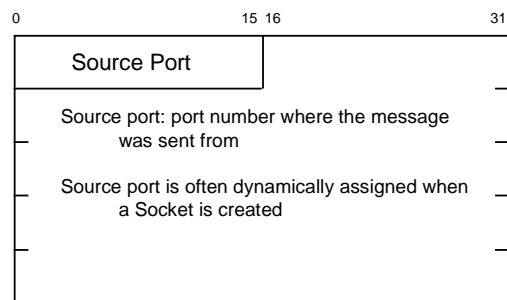 0 15 16 31
Source Port
Source port: port number where the message
was sent from
Source port is often dynamically assigned when
a Socket is created